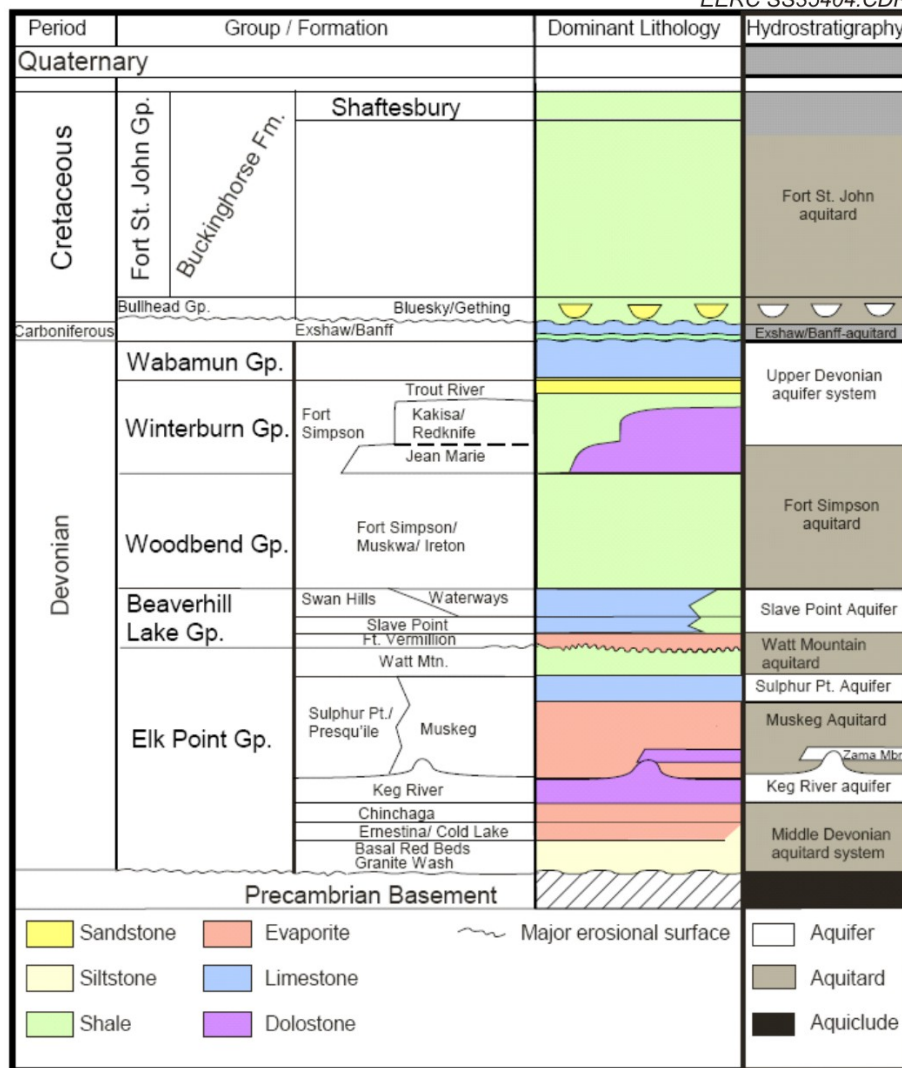 EERC SS35404.CDR
Period
Group / Formation
Dominant Lithology
Hydrostratigraphy
Quaternary
Cretaceous
Fort St. John Gp.
Buckinghorse Fm.
Shaftesbury
Fort St. John
aquitard
Bullhead Gp.
Bluesky/Gething
Carboniferous
Exshaw/Banff
Exshaw/Banff-aquitard
Devonian
Wabamun Gp.
Upper Devonian
aquifer system
Winterburn Gp.
Fort
Simpson
Trout River
Kakisa/
Redknife
Jean Marie
Woodbend Gp.
Fort Simpson/
Muskwa/ Ireton
Fort Simpson
aquitard
Beaverhill
Lake Gp.
Swan Hills
Waterways
Slave Point
Ft. Vermillion
Slave Point Aquifer
Watt Mountain
aquitard
Elk Point Gp.
Watt Mtn.
Sulphur Pt. Aquifer
Sulphur Pt./
Presqu'ile
Muskeg
Muskeg Aquitard
Zama Mbr
Keg River
Keg River aquifer
Chinchaga
Ernestina/ Cold Lake
Basal Red Beds
Granite Wash
Middle Devonian
aquitard system
Precambrian Basement
Sandstone
Evaporite
Major erosional surface
Aquifer
Siltstone
Limestone
Aquitard
Shale
Dolostone
Aquiclude